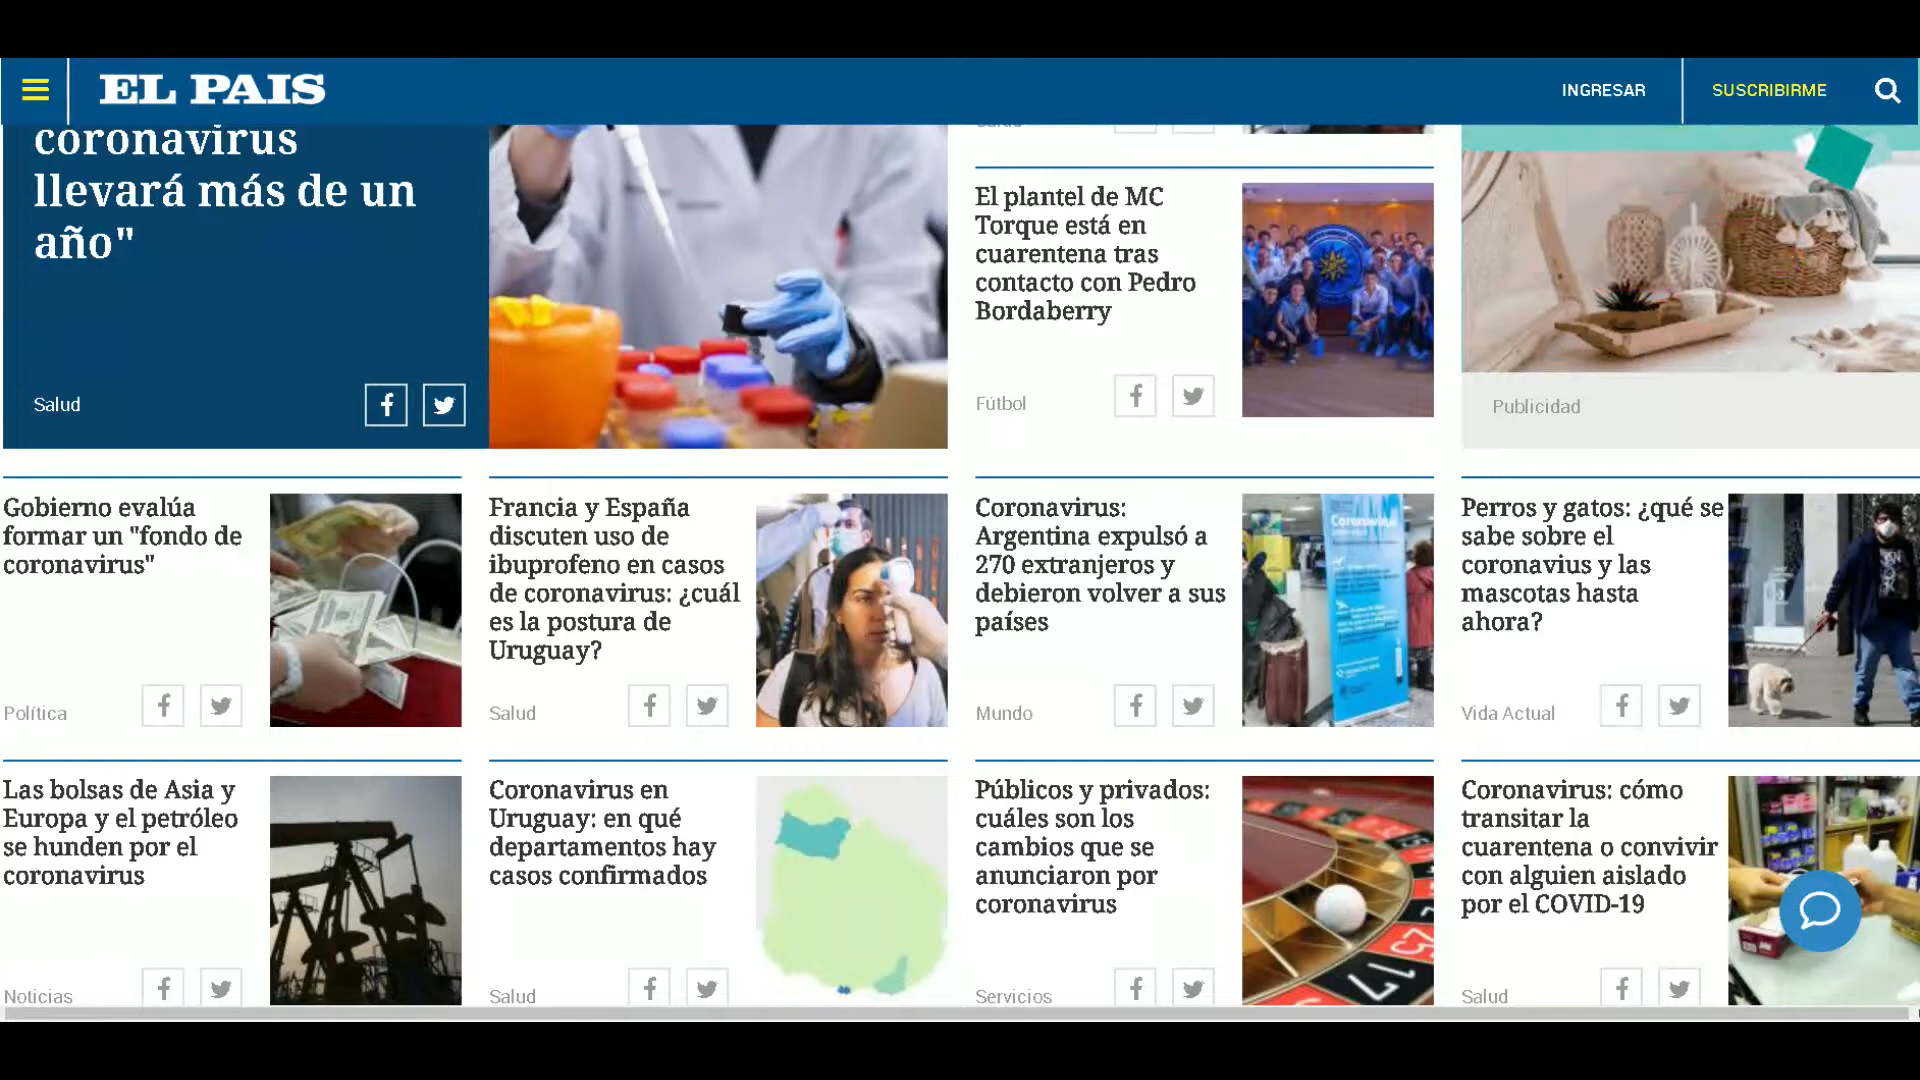 EL PAIS
INGRESAR
SUSCRIBIRME
coronavirus
llevará más de un
año"
Salud
El plantel de MC
Torque está en
cuarentena tras
contacto con Pedro
Bordaberry
Fútbol
Publicidad
Gobierno evalúa
formar un "fondo de
coronavirus"
Política
Francia y España
discuten uso de
ibuprofeno en casos
de coronavirus: ¿cuál
es la postura de
Uruguay?
Salud
Coronavirus:
Argentina expulsó a
270 extranjeros y
debieron volver a sus
países
Mundo
Coronavirus
Perros y gatos: ¿qué se
sabe sobre el
coronavius y las
mascotas hasta
ahora?
Vida Actual
Las bolsas de Asia y
Europa y el petróleo
se hunden por el
coronavirus
Noticias
Coronavirus en
Uruguay: en qué
departamentos hay
casos confirmados
Salud
Públicos y privados:
cuáles son los
cambios que se
anunciaron por
coronavirus
Servicios
Coronavirus: cómo
transitar la
cuarentena o convivir
con alguien aislado
por el COVID-19
Salud